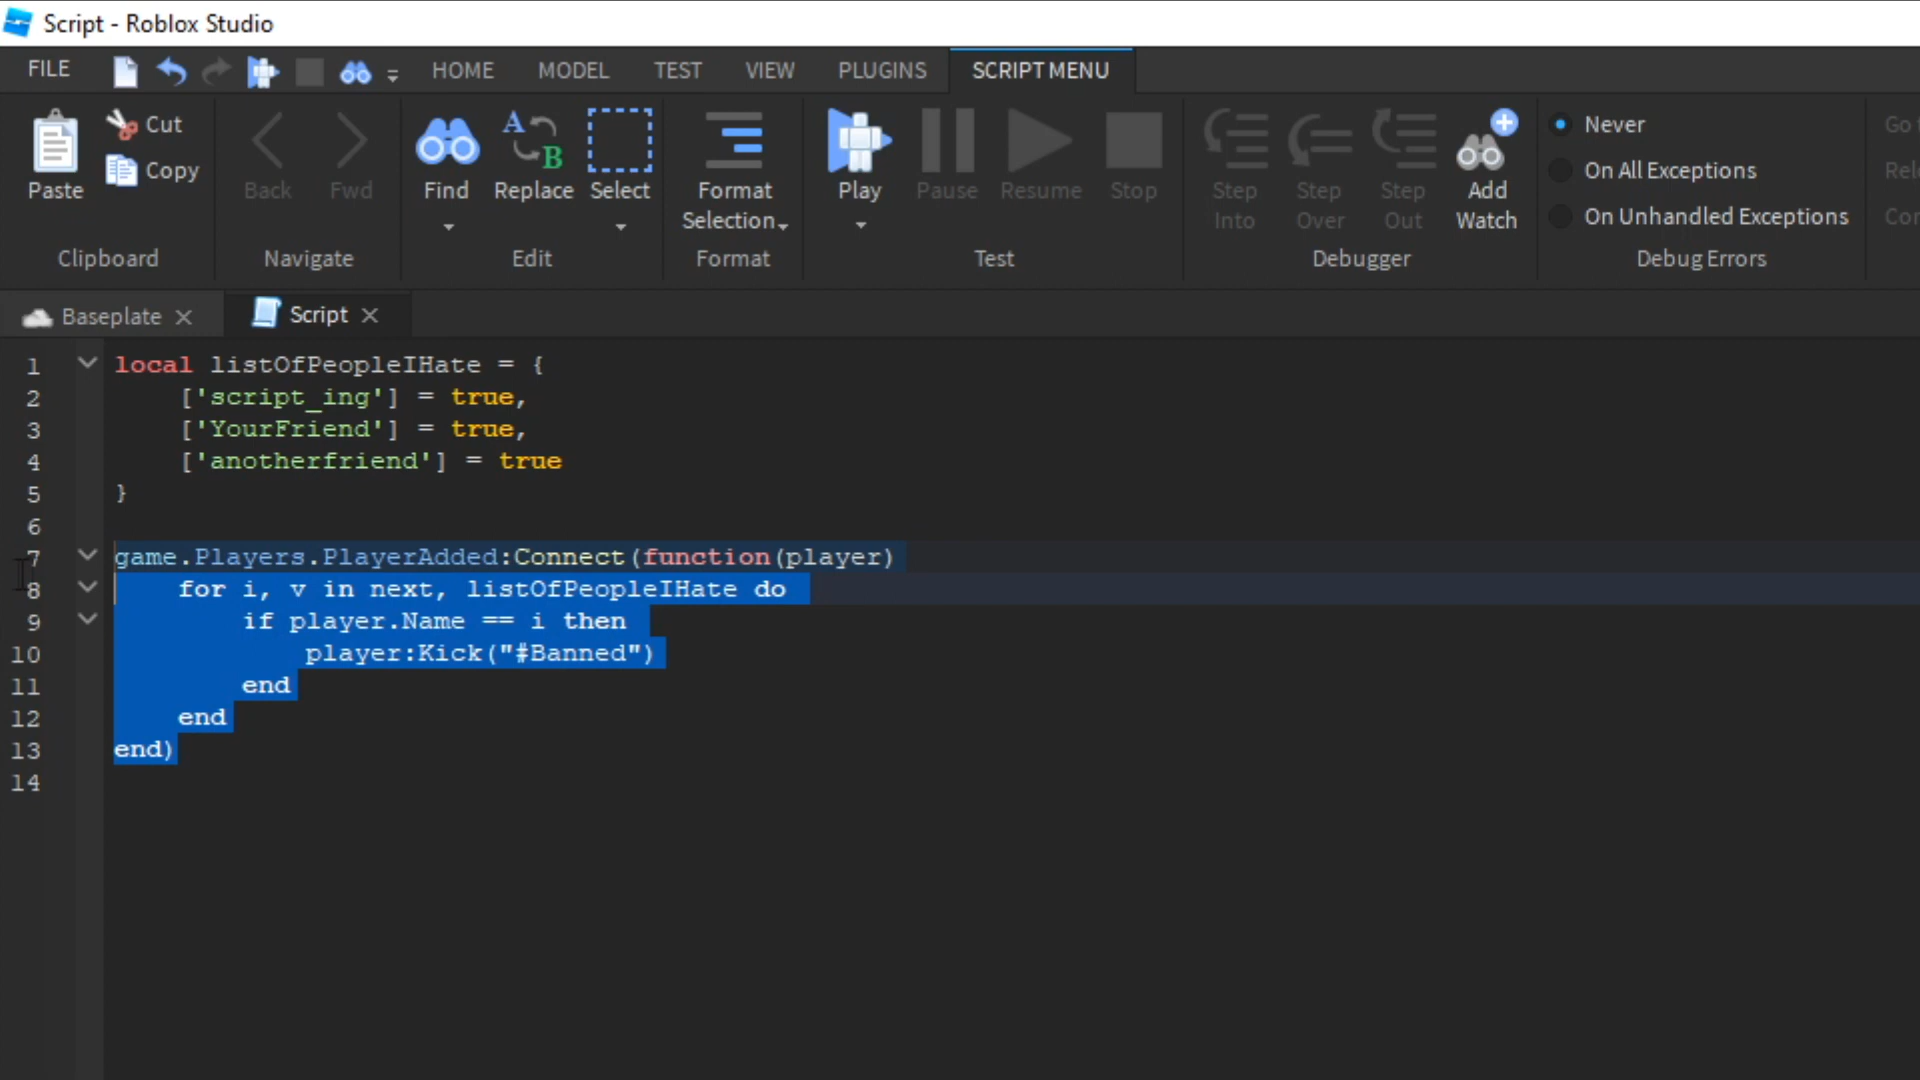 Script - Roblox Studio
FILE HOME MODEL TEST VIEW PLUGINS SCRIPT MENU
Paste Cut Copy Back Fwd Find Replace Select Format Selection Play Pause Resume Stop Step Into Step Over Step Out Add Watch Never On All Exceptions On Unhandled Exceptions
Clipboard Navigate Edit Format Test Debugger Debug Errors
Baseplate Script
1 local listOfPeopleIHate = {
2 ['script_ing'] = true,
3 ['YourFriend'] = true,
4 ['anotherfriend'] = true
5 }
6
7 game.Players.PlayerAdded:Connect(function(player)
8 for i, v in next, listOfPeopleIHate do
9 if player.Name == i then
10 player:Kick("#Banned")
11 end
12 end
13 end)
14